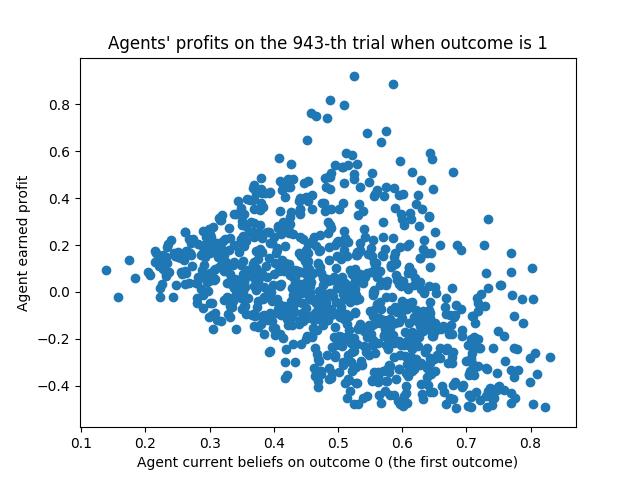 Agents' profits on the 943-th trial when outcome is 1
Agent earned profit
0.8
0.6
0.4
0.2
0.0
−0.2
−0.4
0.1 0.2 0.3 0.4 0.5 0.6 0.7 0.8
Agent current beliefs on outcome 0 (the first outcome)